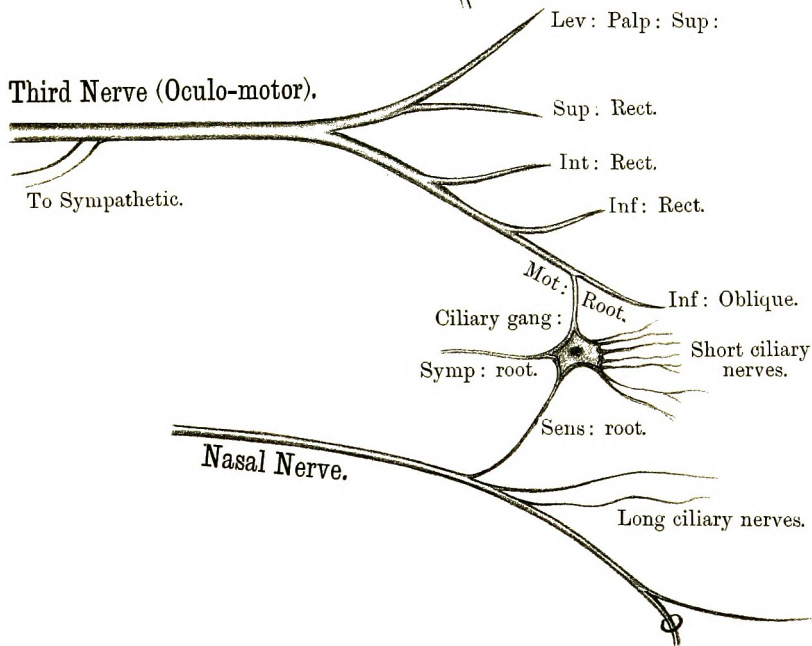 Lev: Palp: Sup:
Third Nerve (Oculo-motor).
Sup: Rect.
Int: Rect.
To Sympathetic.
Inf: Rect.
Mot: Root.
Inf: Oblique.
Ciliary gang:
Short ciliary
nerves.
Symp: root.
Sens: root.
Nasal Nerve.
Long ciliary nerves.